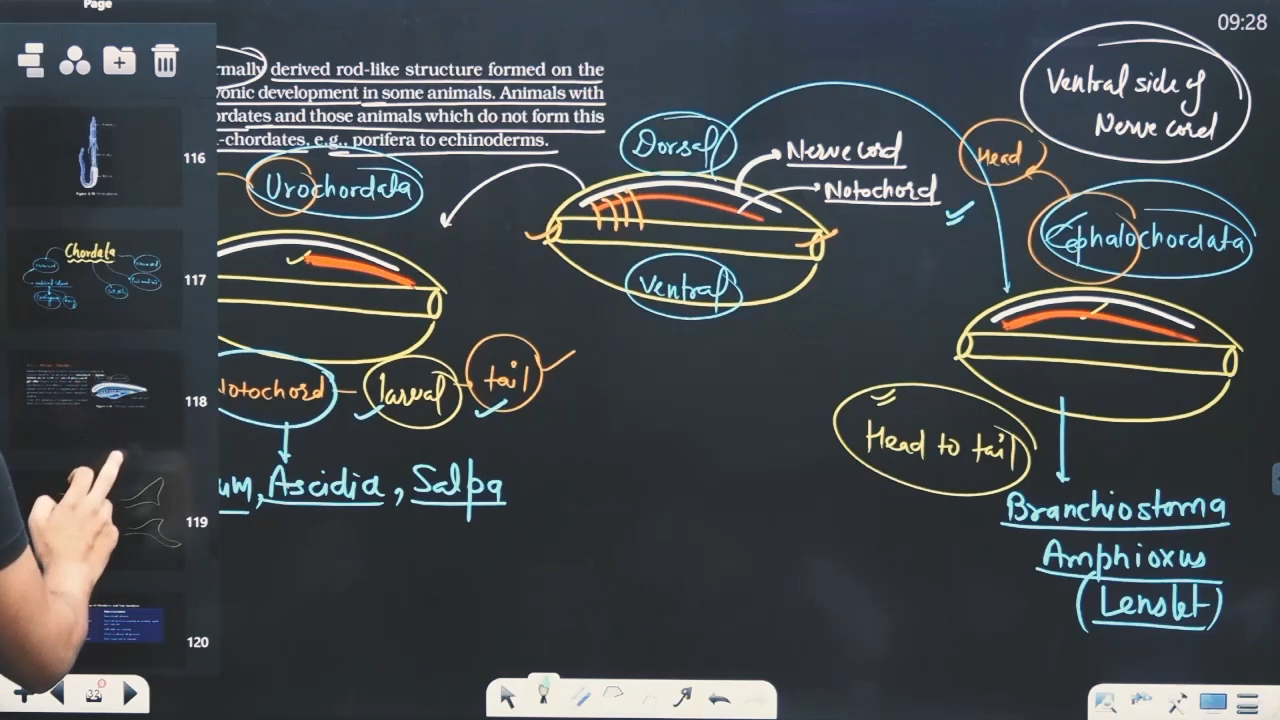 Page
09:28
rmally derived rod-like structure formed on the
onic development in some animals. Animals with
rdates and those animals which do not form this
-chordates, e.g., porifera to echinoderms.
Ventral side of
Nerve cord
Dorsal
Nerve cord
Notochord
Head
Urochordata
Cephalochordata
Ventral
Notochord
larval
tail
Head to tail
um, Ascidia, Salpa
Branchiostoma
Amphioxus
(Lenslet)
116
Chordata
117
118
119
120
32